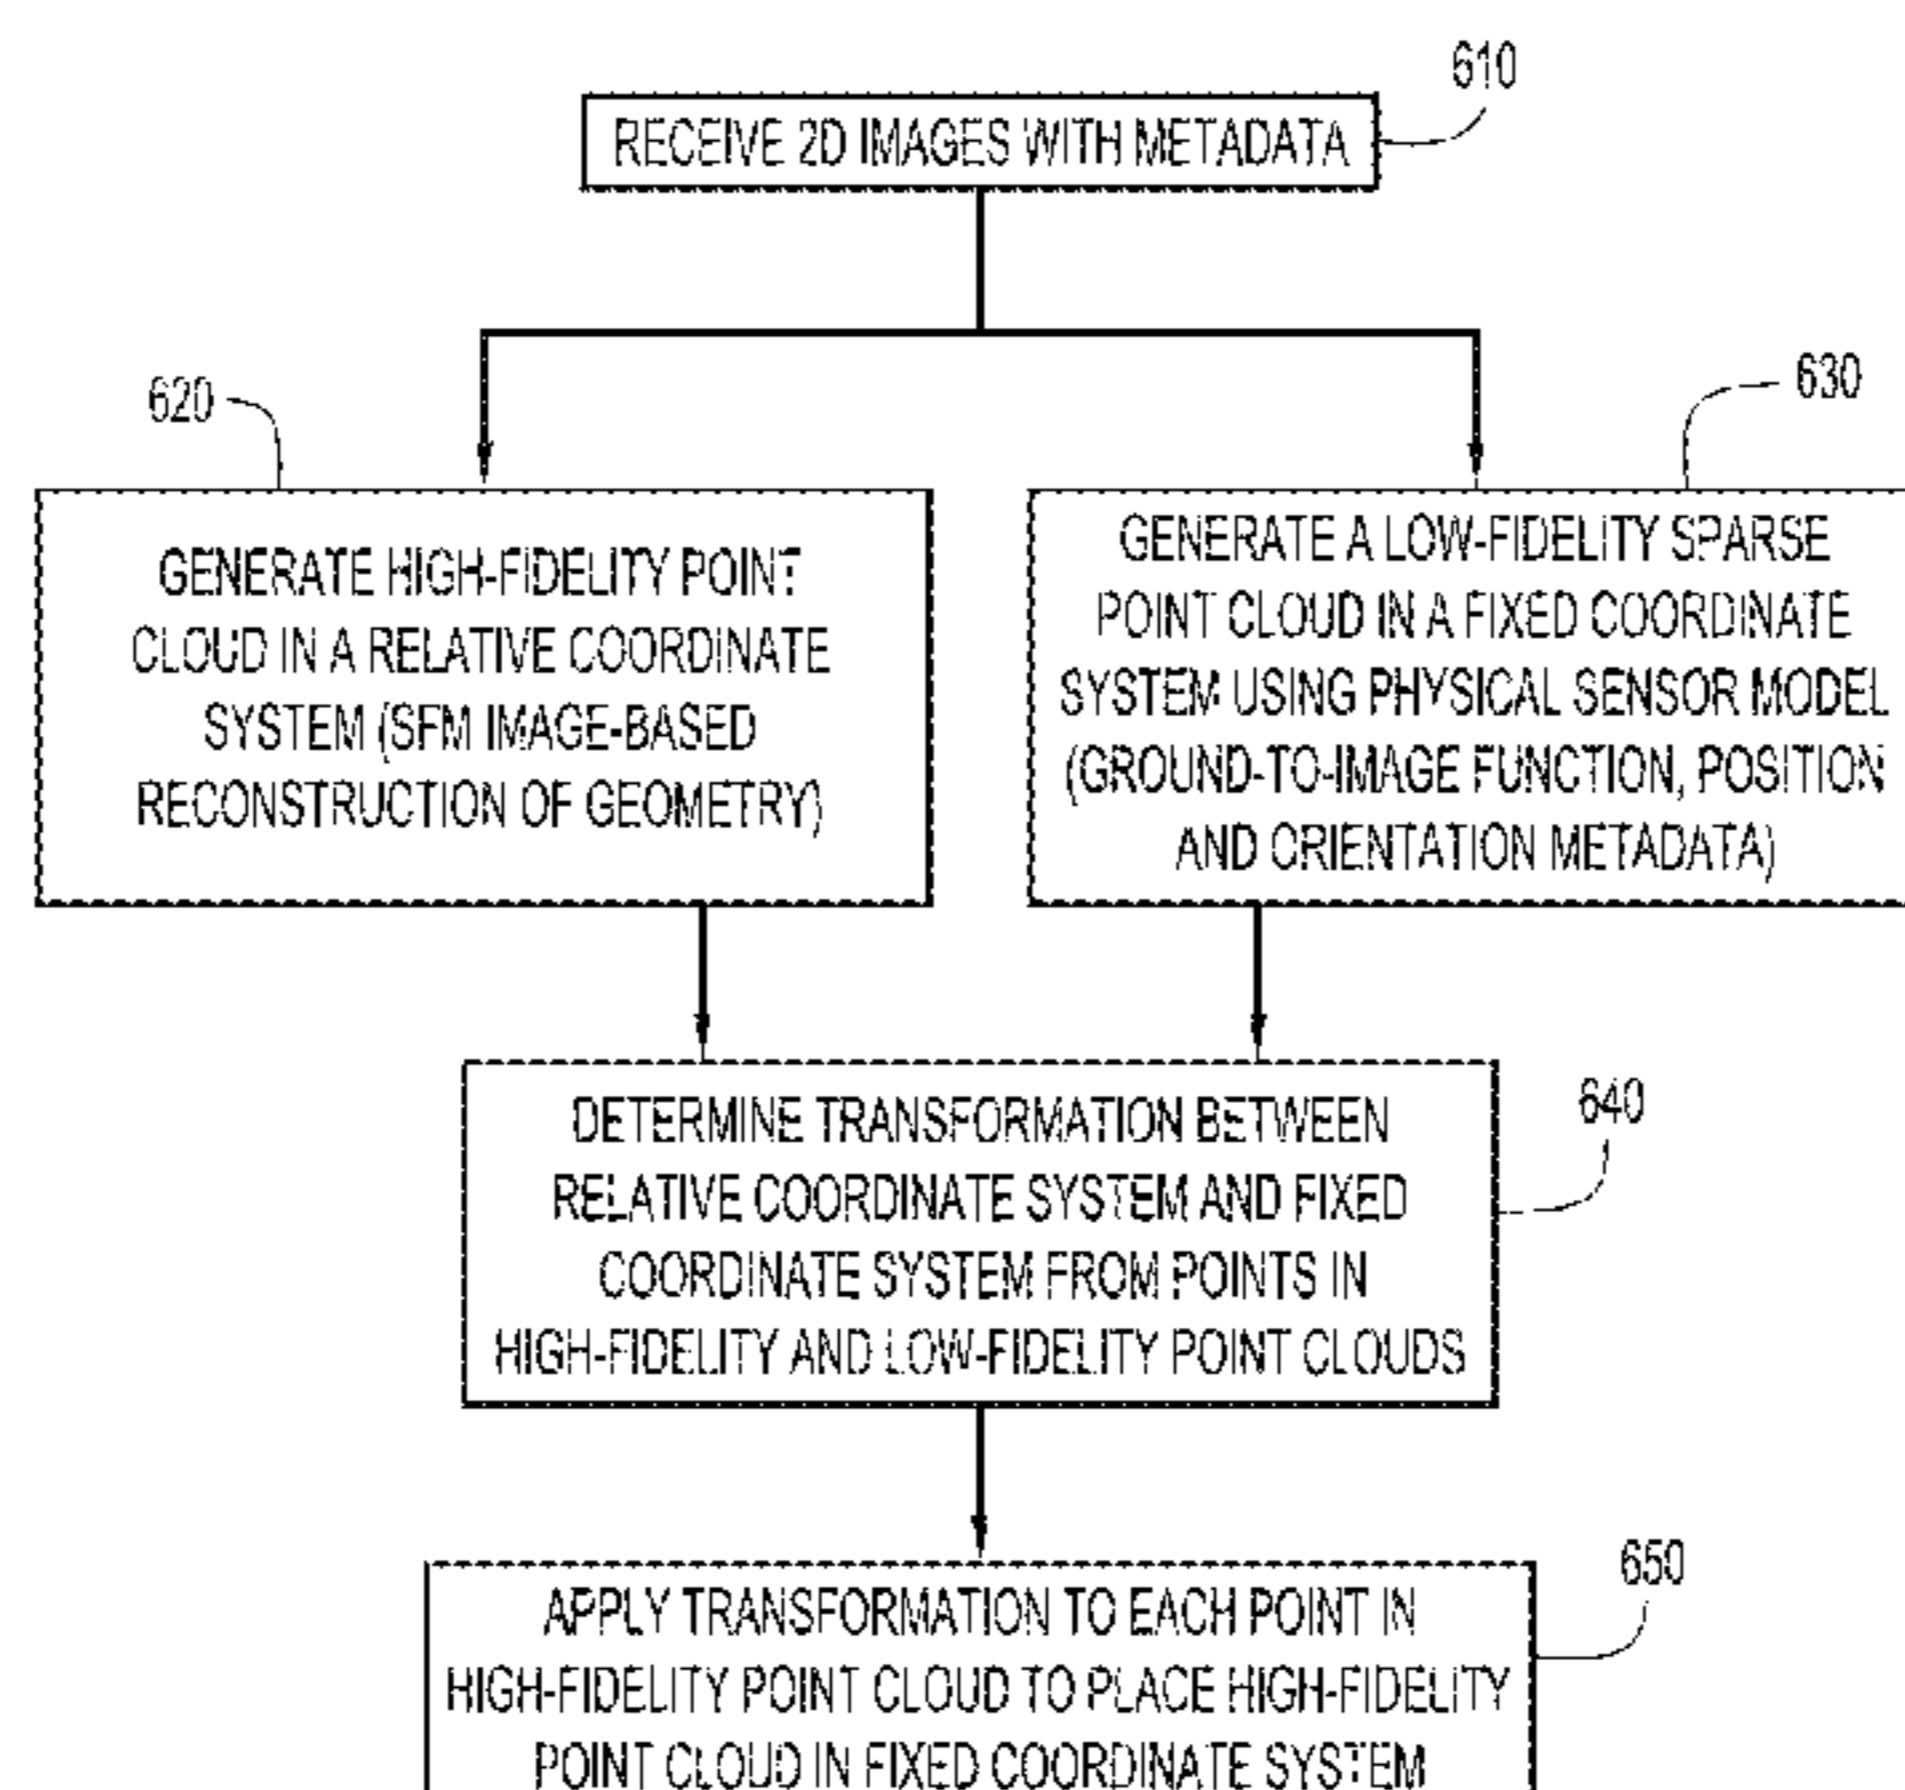 610
RECEIVE 2D IMAGES WITH METADATA
620
630
GENERATE HIGH-FIDELITY POINT
CLOUD IN A RELATIVE COORDINATE
SYSTEM (SFM IMAGE-BASED
RECONSTRUCTION OF GEOMETRY)
GENERATE A LOW-FIDELITY SPARSE
POINT CLOUD IN A FIXED COORDINATE
SYSTEM USING PHYSICAL SENSOR MODEL
(GROUND-TO-IMAGE FUNCTION, POSITION
AND ORIENTATION METADATA)
640
DETERMINE TRANSFORMATION BETWEEN
RELATIVE COORDINATE SYSTEM AND FIXED
COORDINATE SYSTEM FROM POINTS IN
HIGH-FIDELITY AND LOW-FIDELITY POINT CLOUDS
650
APPLY TRANSFORMATION TO EACH POINT IN
HIGH-FIDELITY POINT CLOUD TO PLACE HIGH-FIDELITY
POINT CLOUD IN FIXED COORDINATE SYSTEM